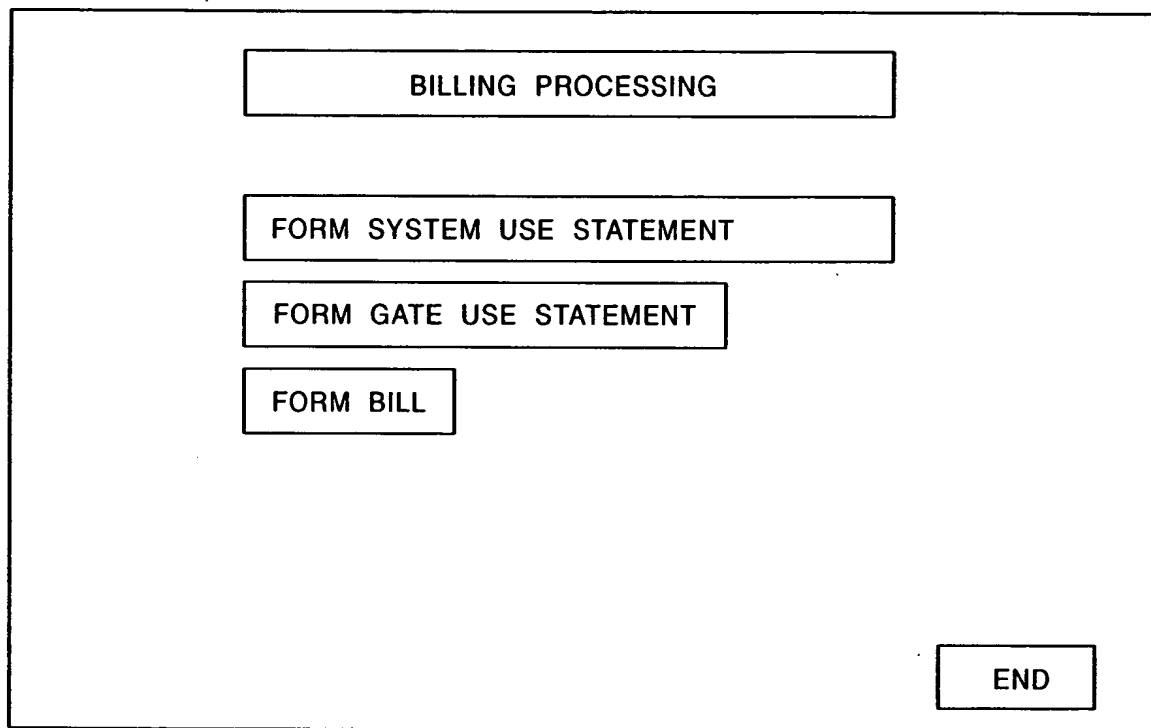 BILLING PROCESSING
FORM SYSTEM USE STATEMENT
FORM GATE USE STATEMENT
FORM BILL
END